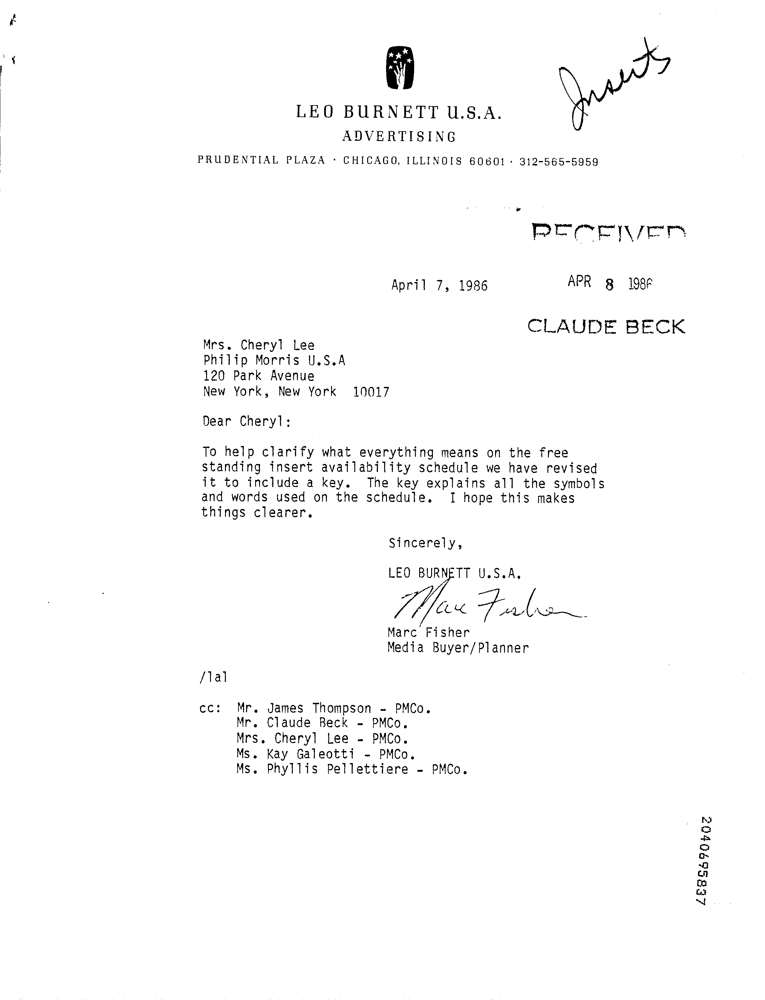 Inserts
LEO BURNETT U.S.A.
ADVERTISING
PRUDENTIAL PLAZA · CHICAGO, ILLINOIS 60601 · 312-565-5959
RECEIVED
April 7, 1986
APR 8 1986
CLAUDE BECK
Mrs. Cheryl Lee
Philip Morris U.S.A
120 Park Avenue
New York, New York 10017
Dear Cheryl:
To help clarify what everything means on the free
standing insert availability schedule we have revised
it to include a key. The key explains all the symbols
and words used on the schedule. I hope this makes
things clearer.
Sincerely,
LEO BURNETT U.S.A.
Marc Fisher
Marc Fisher
Media Buyer/Planner
/lal
cc: Mr. James Thompson - PMCo.
Mr. Claude Beck - PMCo.
Mrs. Cheryl Lee - PMCo.
Ms. Kay Galeotti - PMCo.
Ms. Phyllis Pellettiere - PMCo.
2040695837